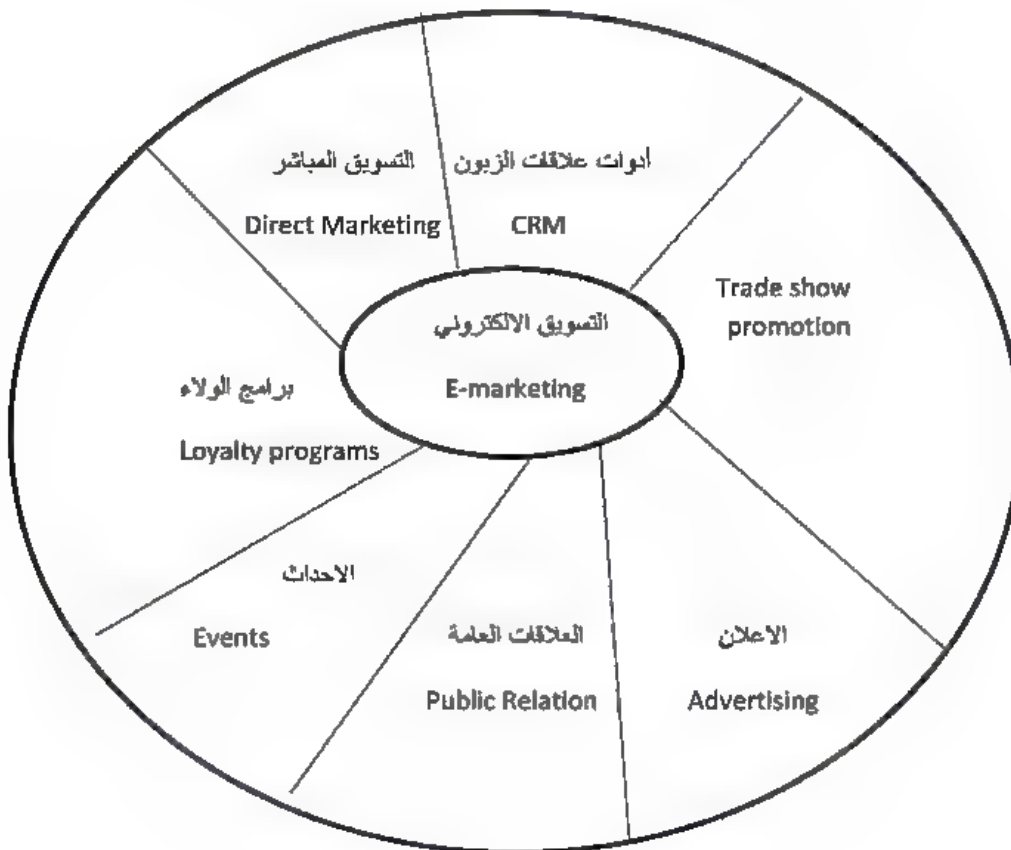 التسويق المباشر
Direct Marketing
أدوات علاقات الزبون
CRM
Trade show
promotion
التسويق الالكتروني
E-marketing
برامج الولاء
Loyalty programs
الاحداث
Events
العلاقات العامة
Public Relation
الاعلان
Advertising